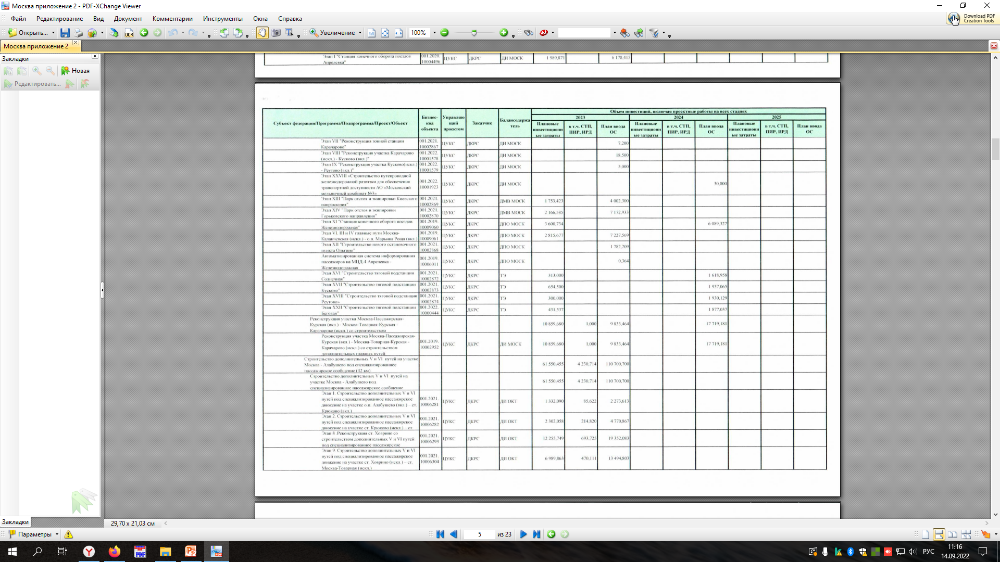 Москва приложение 2 - PDF-XChange Viewer
Файл Редактирование Вид Документ Комментарии Инструменты Окна Справка
Download PDF
Creation Tools
Открыть... OCR Увеличение 1:1 100% Ask
Москва приложение 2
Закладки
Новая
Редактировать...
Этап I "Станция конечного оборота поездов Апрелевка" 001.2020.10004496 ЦУКС ДКРС ДИ МОСК 1 989,871 6 178,415
Субъект федерации/Программа/Подпрограмма/Проект/Объект
Бизнес-код объекта
Управляющий проектом
Заказчик
Балансодержатель
Объем инвестиций, включая проектные работы на всех стадиях
2023 2024 2025
Плановые инвестиционные затраты в т.ч. СТП, ПИР, ИРД План ввода ОС Плановые инвестиционные затраты в т.ч. СТП, ПИР, ИРД План ввода ОС Плановые инвестиционные затраты в т.ч. СТП, ПИР, ИРД План ввода ОС
Этап VII "Реконструкция зонной станции Карачарово" 001.2021.10002867 ЦУКС ДКРС ДИ МОСК 7,200
Этап VIII "Реконструкция участка Карачарово (искл.) - Кусково (вкл.)" 001.2022.10001578 ЦУКС ДКРС ДИ МОСК 18,500
Этап IX "Реконструкция участка Кусково(искл.) - Реутово (вкл.)" 001.2022.10001579 ЦУКС ДКРС ДИ МОСК 5,000
Этап XXVIII «Строительство путепроводной железнодорожной развязки для обеспечения транспортной доступности АО «Московский мельничный комбинат №3» 001.2022.10001923 ЦУКС ДКРС ДИ МОСК 30,000
Этап XIII "Парк отстоя и экипировки Киевского направления" 001.2021.10002869 ЦУКС ДКРС ДМВ МОСК 1 753,423 4 002,300
Этап XIV "Парк отстоя и экипировки Горьковского направления" 001.2021.10002870 ЦУКС ДКРС ДМВ МОСК 2 166,585 7 172,933
Этап XI "Станция конечного оборота поездов Железнодорожная" 001.2019.10009060 ЦУКС ДКРС ДПО МОСК 3 600,734 6 089,327
Этап VI. III и IV главные пути Москва-Каланчевская (искл.) - о.п. Марьина Роща (вкл.) 001.2019.10009061 ЦУКС ДКРС ДПО МОСК 2 815,677 7 227,569
Этап XII "Строительство нового остановочного пункта Ольгино" 001.2021.10002868 ЦУКС ДКРС ДПО МОСК 1 782,209
Автоматизированная система информирования пассажиров на МЦД-4 Апрелевка - Железнодорожная 001.2019.10006011 ЦУКС ДКРС ДПО МОСК 0,364
Этап XVI "Строительство тяговой подстанции Солнечная" 001.2021.10002872 ЦУКС ДКРС ТЭ 313,000 1 618,958
Этап XVII "Строительство тяговой подстанции Кусково" 001.2021.10002873 ЦУКС ДКРС ТЭ 654,500 1 957,065
Этап XVIII "Строительство тяговой подстанции Реутово» 001.2021.10002874 ЦУКС ДКРС ТЭ 300,000 1 930,129
Этап XXII "Строительство тяговой подстанции Беговая" 001.2022.10000444 ЦУКС ДКРС ТЭ 431,537 1 877,037
Реконструкция участка Москва-Пассажирская-Курская (вкл.) - Москва-Товарная-Курская - Карачарово (искл.) со строительством 10 859,680 1,000 9 833,464 17 719,181
Реконструкция участка Москва-Пассажирская-Курская (вкл.) - Москва-Товарная-Курская - Карачарово (искл.) со строительством дополнительных главных путей 001.2019.10002952 ЦУКС ДКРС ДИ МОСК 10 859,680 1,000 9 833,464 17 719,181
Строительство дополнительных V и VI путей на участке Москва - Алабушево под специализированное пассажирское сообщение (42 км) 61 550,455 4 230,714 110 700,700
Строительство дополнительных V и VI путей на участке Москва - Алабушево под специализированное пассажирское сообщение 61 550,455 4 230,714 110 700,700
Этап 1. Строительство дополнительных V и VI путей под специализированное пассажирское движение на участке о.п. Алабушево (вкл.) – ст. Крюково (вкл.) 001.2021.10006281 ЦУКС ДКРС ДИ ОКТ 1 332,090 85,622 2 273,613
Этап 2. Строительство дополнительных V и VI путей под специализированное пассажирское движение на участке ст. Крюково (искл.) – ст. 001.2021.10006282 ЦУКС ДКРС ДИ ОКТ 2 302,058 214,820 4 770,867
Этап 8. Реконструкция ст. Ховрино со строительством дополнительных V и VI путей под специализированное пассажирское 001.2021.10006293 ЦУКС ДКРС ДИ ОКТ 12 255,749 693,725 19 352,083
Этап 9. Строительство дополнительных V и VI путей под специализированное пассажирское движение на участке ст. Ховрино (искл.) – ст. Москва-Товарная (искл.) 001.2021.10006304 ЦУКС ДКРС ДИ ОКТ 6 989,863 470,111 13 494,803
Закладки
29,70 x 21,03 см
Параметры 5 из 23
РУС 11:16
14.09.2022